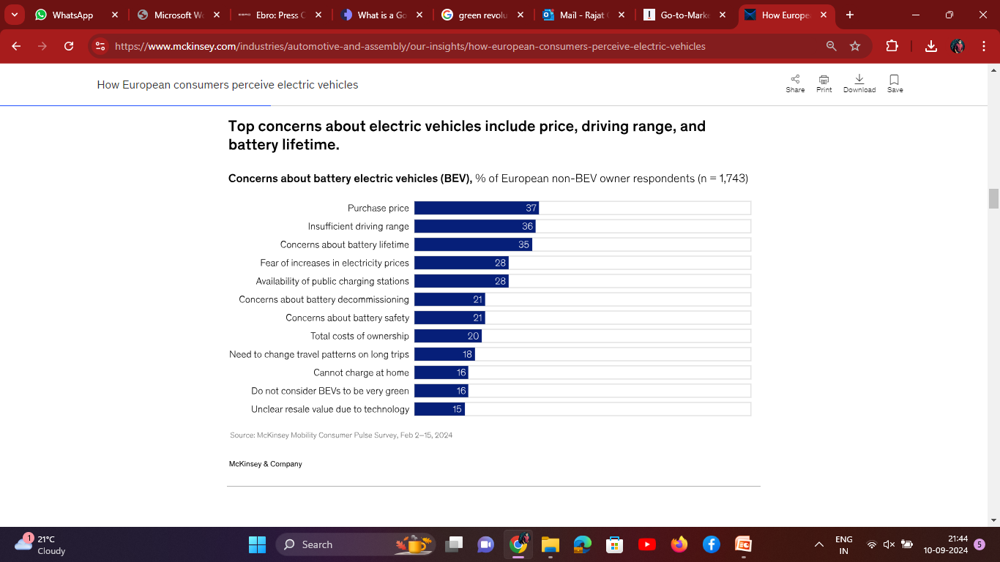 WhatsApp
Microsoft Wo
Ebro: Press C
What is a Go
green revolu
Mail - Rajat
Go-to-Marke
How Europe
https://www.mckinsey.com/industries/automotive-and-assembly/our-insights/how-european-consumers-perceive-electric-vehicles
How European consumers perceive electric vehicles
Share
Print
Download
Save
Top concerns about electric vehicles include price, driving range, and
battery lifetime.
Concerns about battery electric vehicles (BEV), % of European non-BEV owner respondents (n = 1,743)
Purchase price 37
Insufficient driving range 36
Concerns about battery lifetime 35
Fear of increases in electricity prices 28
Availability of public charging stations 28
Concerns about battery decommissioning 21
Concerns about battery safety 21
Total costs of ownership 20
Need to change travel patterns on long trips 18
Cannot charge at home 16
Do not consider BEVs to be very green 16
Unclear resale value due to technology 15
Source: McKinsey Mobility Consumer Pulse Survey, Feb 2–15, 2024
McKinsey & Company
1
21°C
Cloudy
Search
ENG
IN
21:44
10-09-2024
5